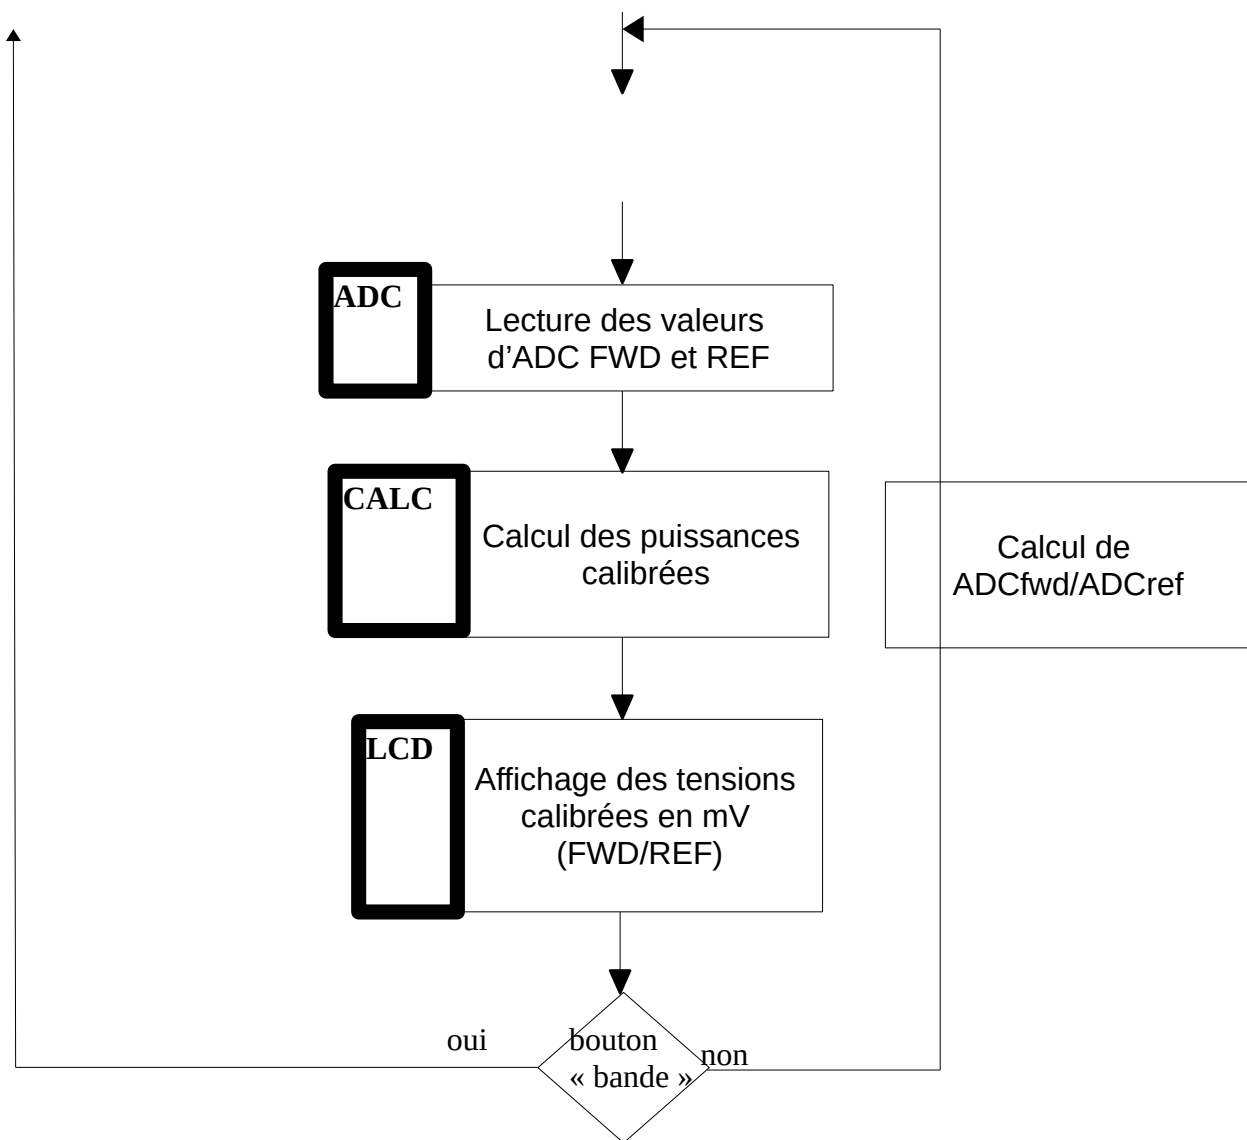 ADC
Lecture des valeurs
d’ADC FWD et REF
CALC
Calcul des puissances
calibrées
Calcul de
ADCfwd/ADCref
LCD
Affichage des tensions
calibrées en mV
(FWD/REF)
oui
bouton
« bande »
non